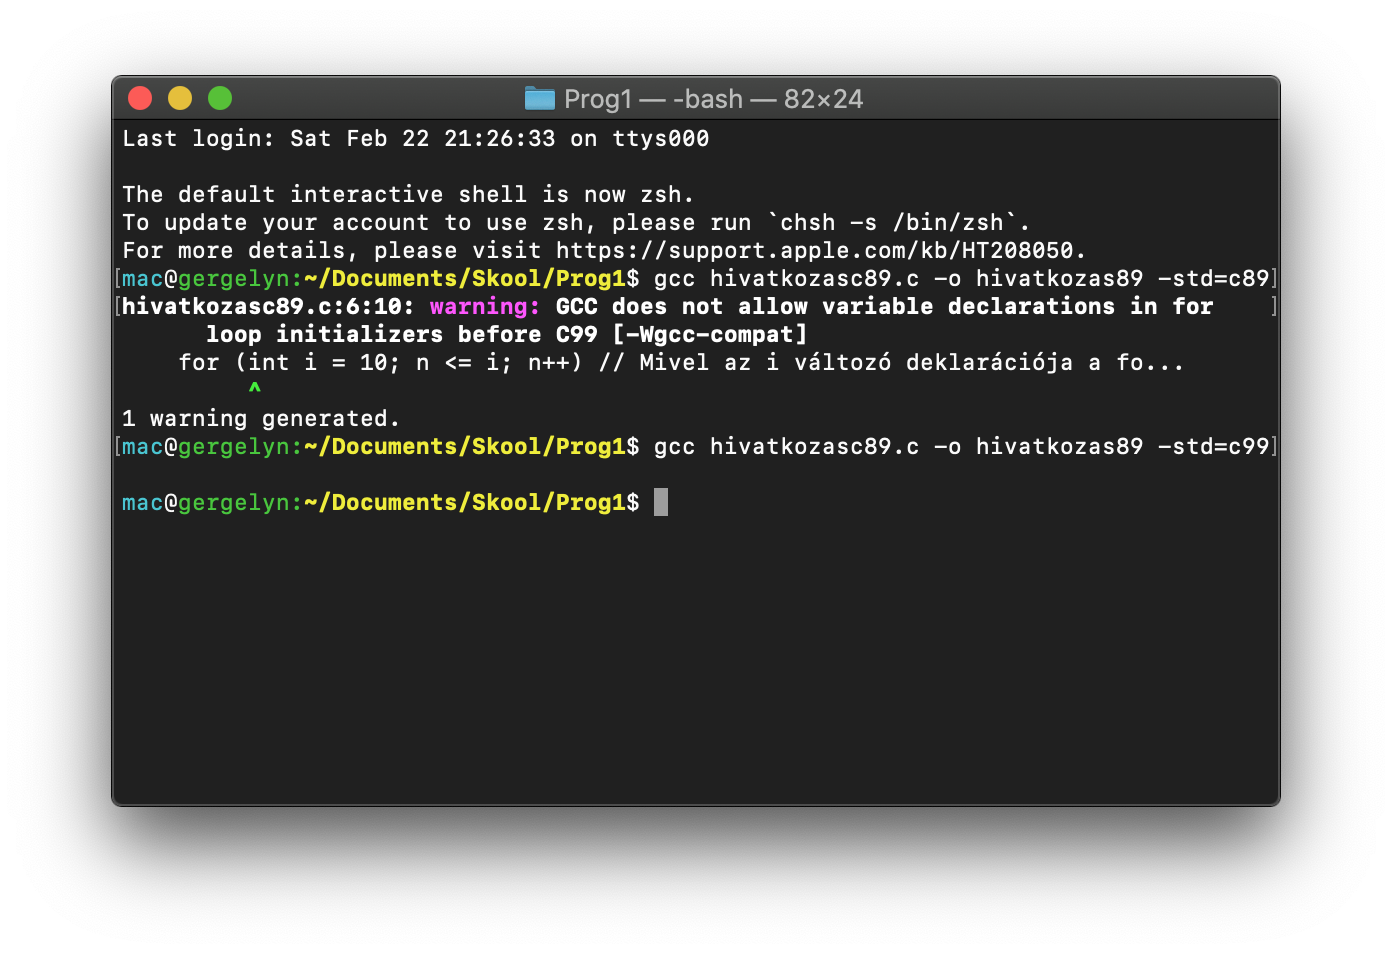 Prog1 — -bash — 82×24
Last login: Sat Feb 22 21:26:33 on ttys000
The default interactive shell is now zsh.
To update your account to use zsh, please run `chsh -s /bin/zsh`.
For more details, please visit https://support.apple.com/kb/HT208050.
[mac@gergelyn:~/Documents/Skool/Prog1$ gcc hivatkozasc89.c -o hivatkozas89 -std=c89]
[hivatkozasc89.c:6:10: warning: GCC does not allow variable declarations in for ]
loop initializers before C99 [-Wgcc-compat]
for (int i = 10; n <= i; n++) // Mivel az i változó deklarációja a fo...
^
1 warning generated.
[mac@gergelyn:~/Documents/Skool/Prog1$ gcc hivatkozasc89.c -o hivatkozas89 -std=c99]
mac@gergelyn:~/Documents/Skool/Prog1$